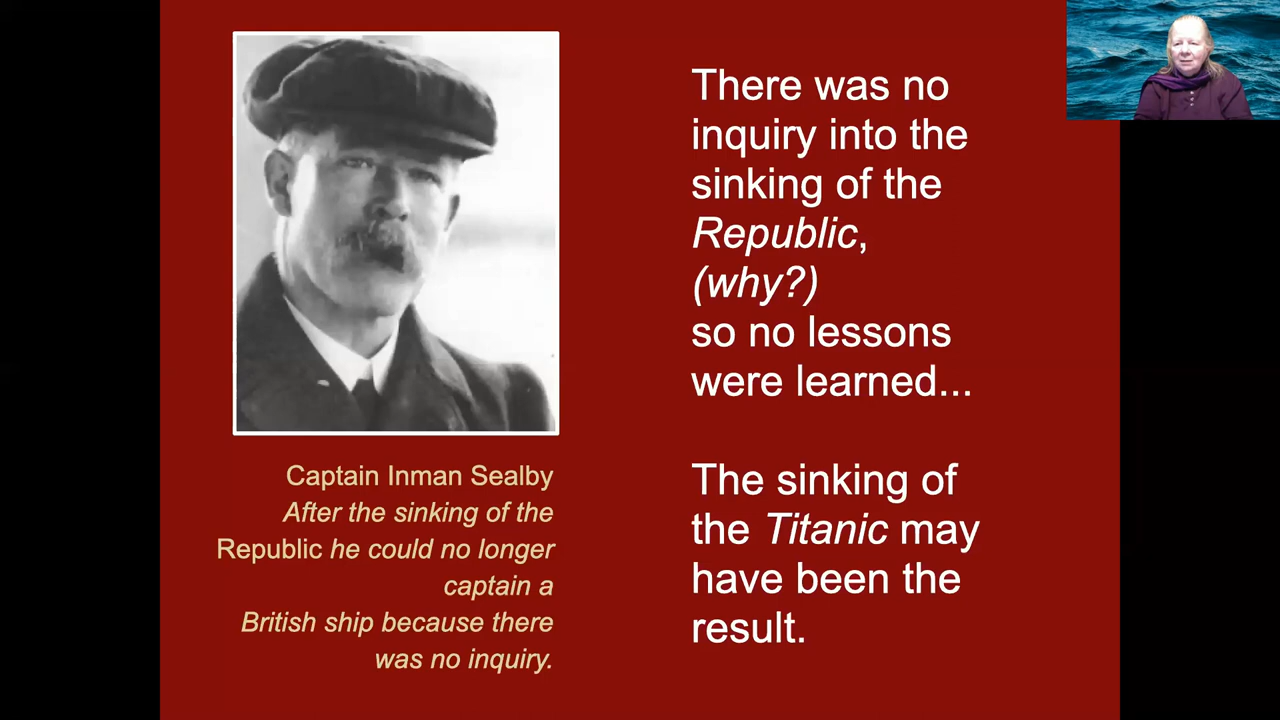 There was no
inquiry into the
sinking of the
Republic,
(why?)
so no lessons
were learned...
The sinking of
the Titanic may
have been the
result.
Captain Inman Sealby
After the sinking of the
Republic he could no longer
captain a
British ship because there
was no inquiry.